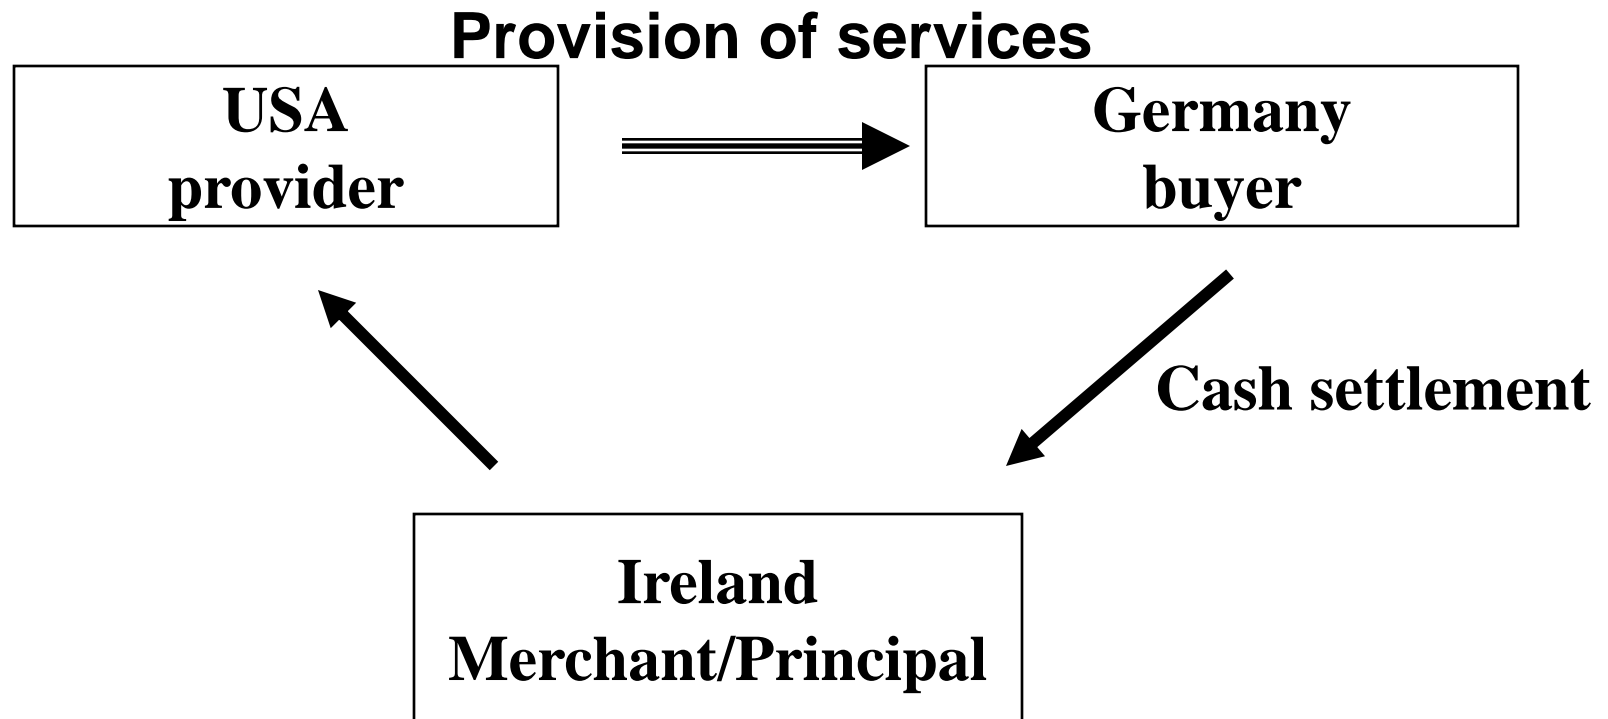 Provision of services
USA
provider
Germany
buyer
Cash settlement
Ireland
Merchant/Principal